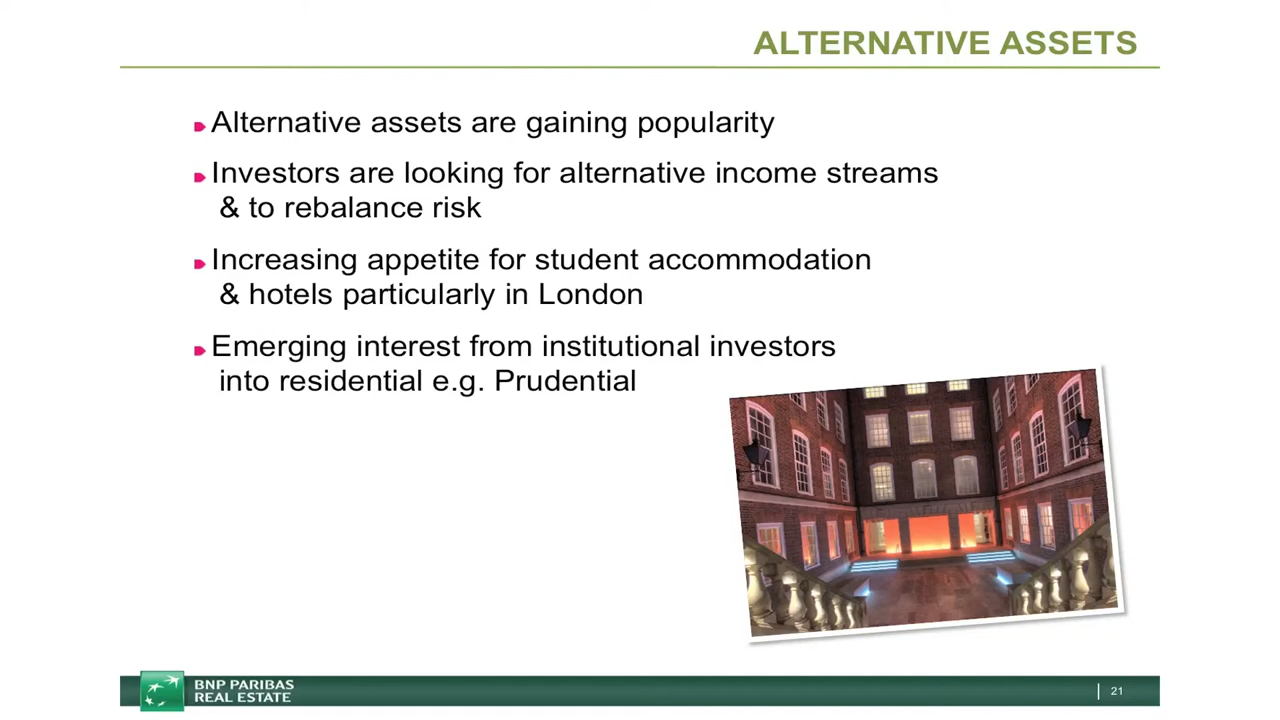 ALTERNATIVE ASSETS
Alternative assets are gaining popularity
Investors are looking for alternative income streams
& to rebalance risk
Increasing appetite for student accommodation
& hotels particularly in London
Emerging interest from institutional investors
into residential e.g. Prudential
BNP PARIBAS
REAL ESTATE
21